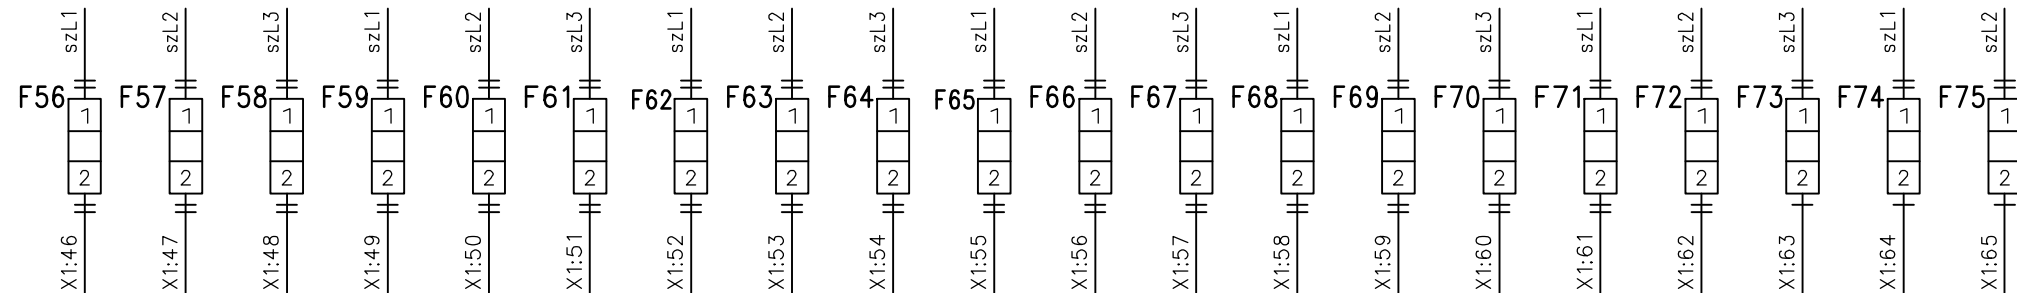 szL1 szL2 szL3 szL1 szL2 szL3 szL1 szL2 szL3 szL1 szL2 szL3 szL1 szL2 szL3 szL1 szL2 szL3 szL1 szL2
F56 F57 F58 F59 F60 F61 F62 F63 F64 F65 F66 F67 F68 F69 F70 F71 F72 F73 F74 F75
1 1 1 1 1 1 1 1 1 1 1 1 1 1 1 1 1 1 1 1
2 2 2 2 2 2 2 2 2 2 2 2 2 2 2 2 2 2 2 2
X1:46 X1:47 X1:48 X1:49 X1:50 X1:51 X1:52 X1:53 X1:54 X1:55 X1:56 X1:57 X1:58 X1:59 X1:60 X1:61 X1:62 X1:63 X1:64 X1:65